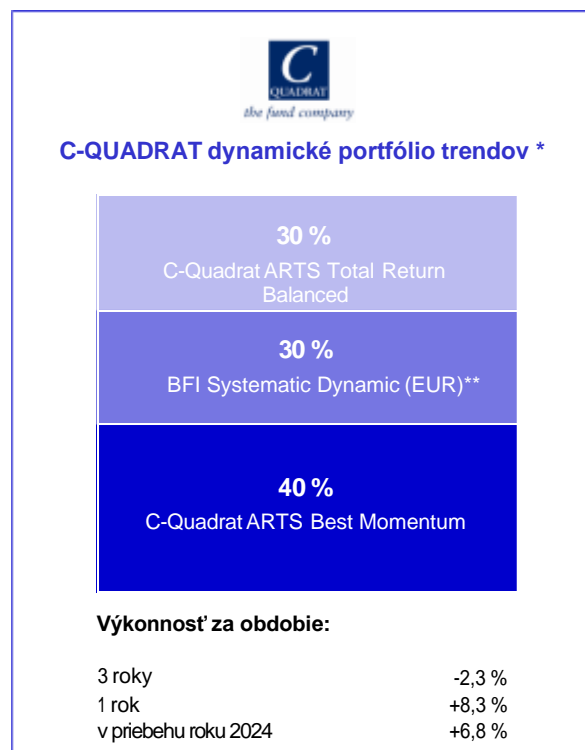 C
QUADRAT
the fund company
C-QUADRAT dynamické portfólio trendov *
30 %
C-Quadrat ARTS Total Return
Balanced
30 %
BFI Systematic Dynamic (EUR)**
40 %
C-Quadrat ARTS Best Momentum
Výkonnosť za obdobie:
3 roky -2,3 %
1 rok +8,3 %
v priebehu roku 2024 +6,8 %